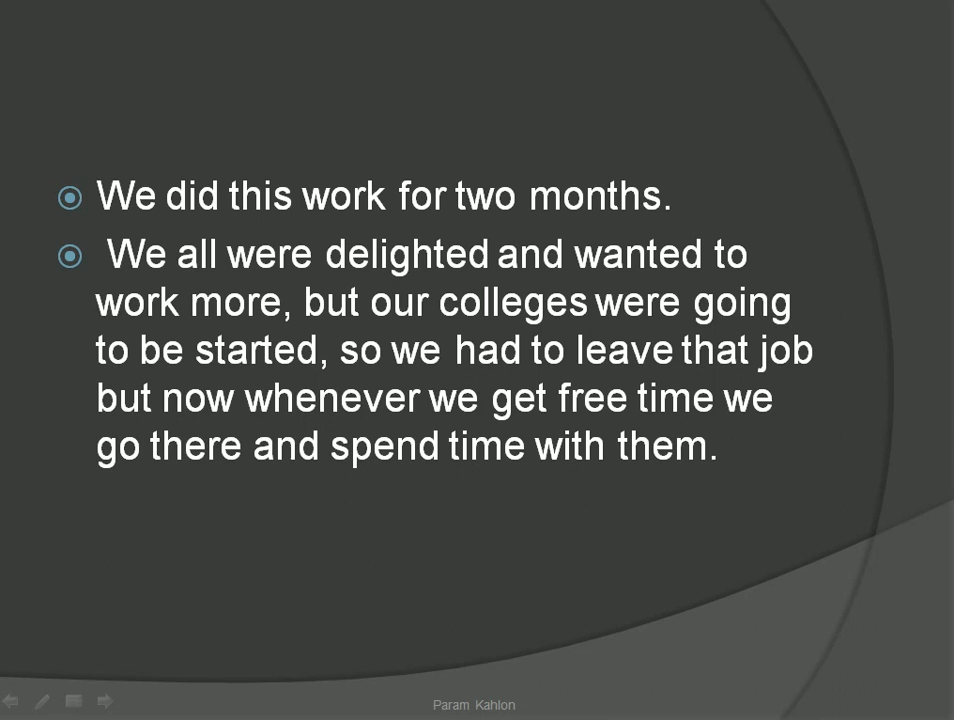 We did this work for two months.
We all were delighted and wanted to
work more, but our colleges were going
to be started, so we had to leave that job
but now whenever we get free time we
go there and spend time with them.
Param Kahlon